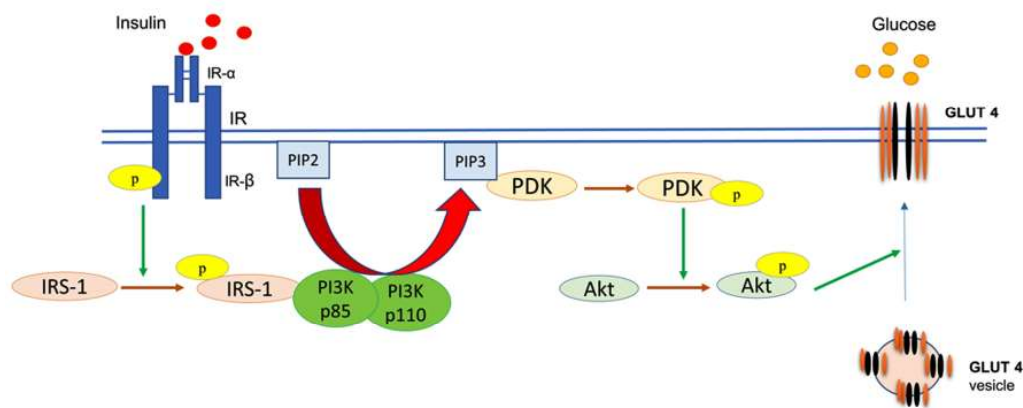 Insulin
Glucose
IR-α
GLUT 4
IR
PIP2
PIP3
p
IR-β
PDK
PDK
p
p
p
IRS-1
IRS-1
PI3K
p85
PI3K
p110
Akt
Akt
GLUT 4
vesicle